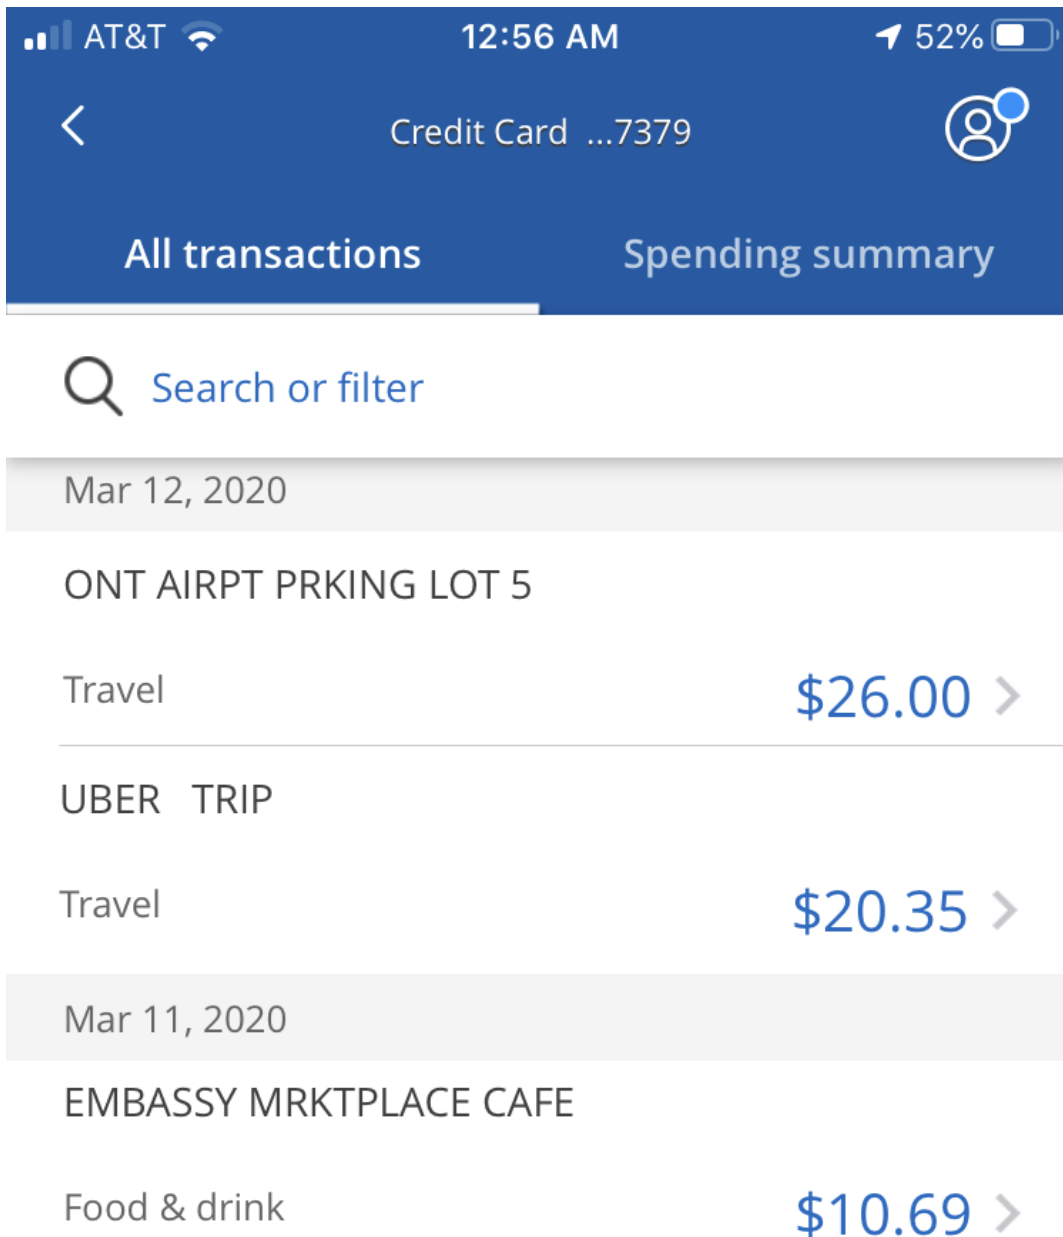 AT&T 12:56 AM 52%
Credit Card ...7379
All transactions Spending summary
Search or filter
Mar 12, 2020
ONT AIRPT PRKING LOT 5
Travel $26.00
UBER TRIP
Travel $20.35
Mar 11, 2020
EMBASSY MRKTPLACE CAFE
Food & drink $10.69